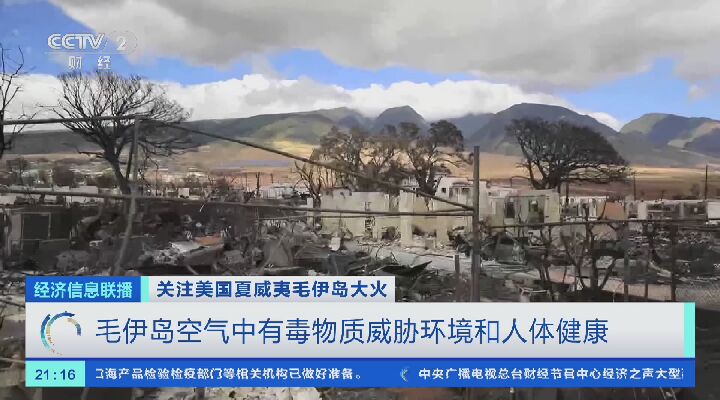 CCTV 2
财经
经济信息联播 关注美国夏威夷毛伊岛大火
毛伊岛空气中有毒物质威胁环境和人体健康
21:16 口海产品检验检疫部门等相关机构已做好准备。 中央广播电视总台财经节目中心经济之声大型